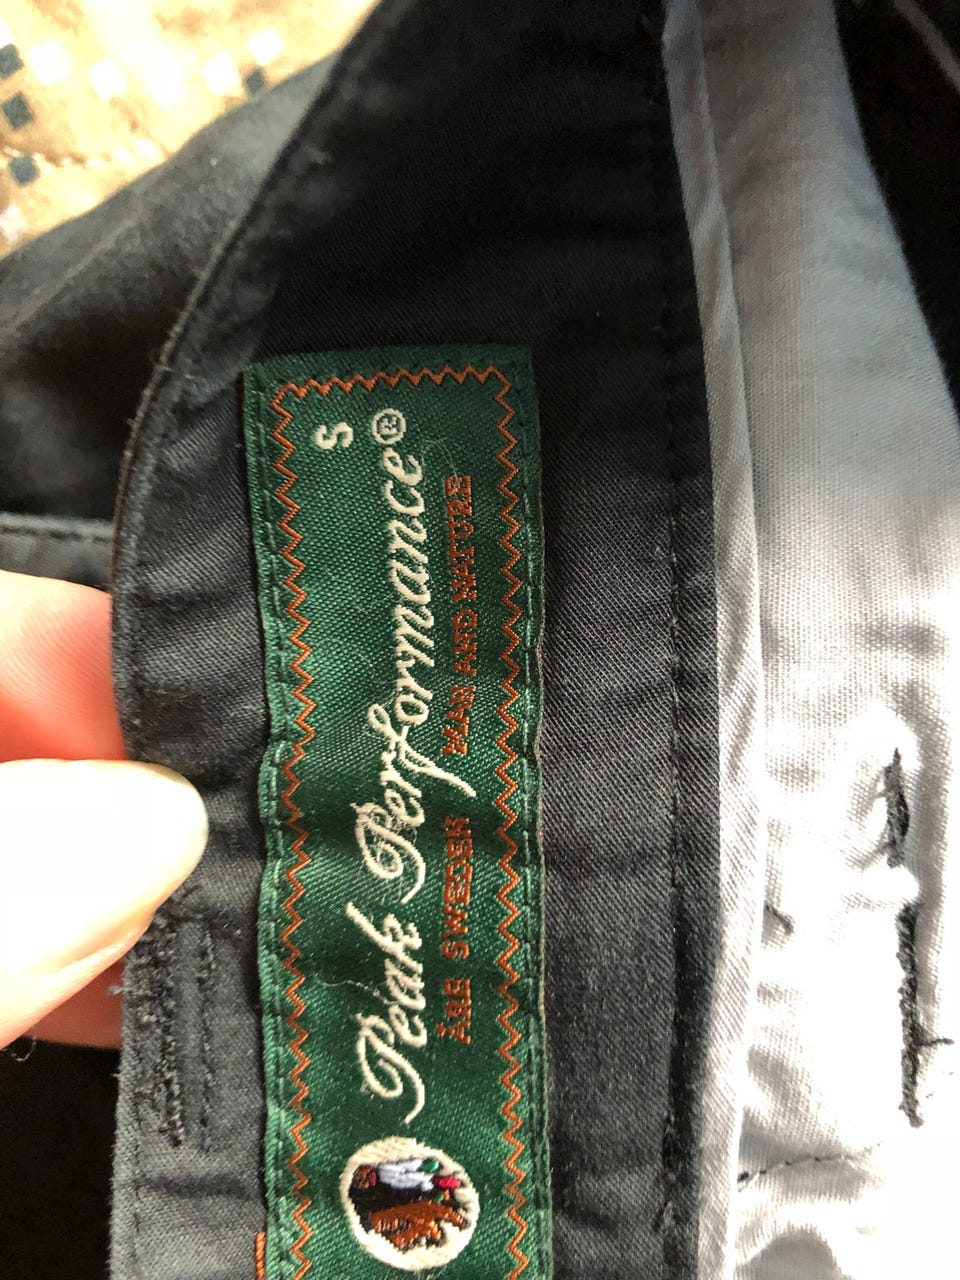 S
Peak Performance®
ÅRE SWEDEN MAN AND NATURE